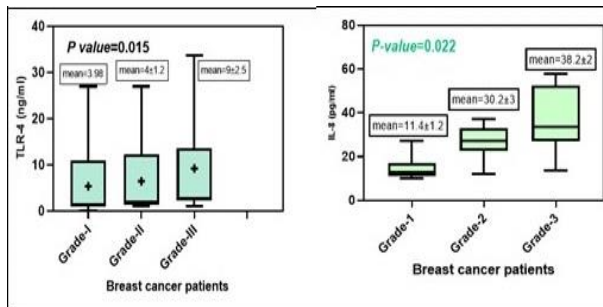 P value=0.015
TLR-4 (ng/ml)
40
30
20
10
0
mean=3.98
mean=4±1.2
mean=9±2.5
Grade-I
Grade-II
Grade-III
Breast cancer patients
P-value=0.022
IL-8 (pg/ml)
80
60
40
20
0
mean=11.4±1.2
mean=30.2±3
mean=38.2±2
Grade-1
Grade-2
Grade-3
Breast cancer patients